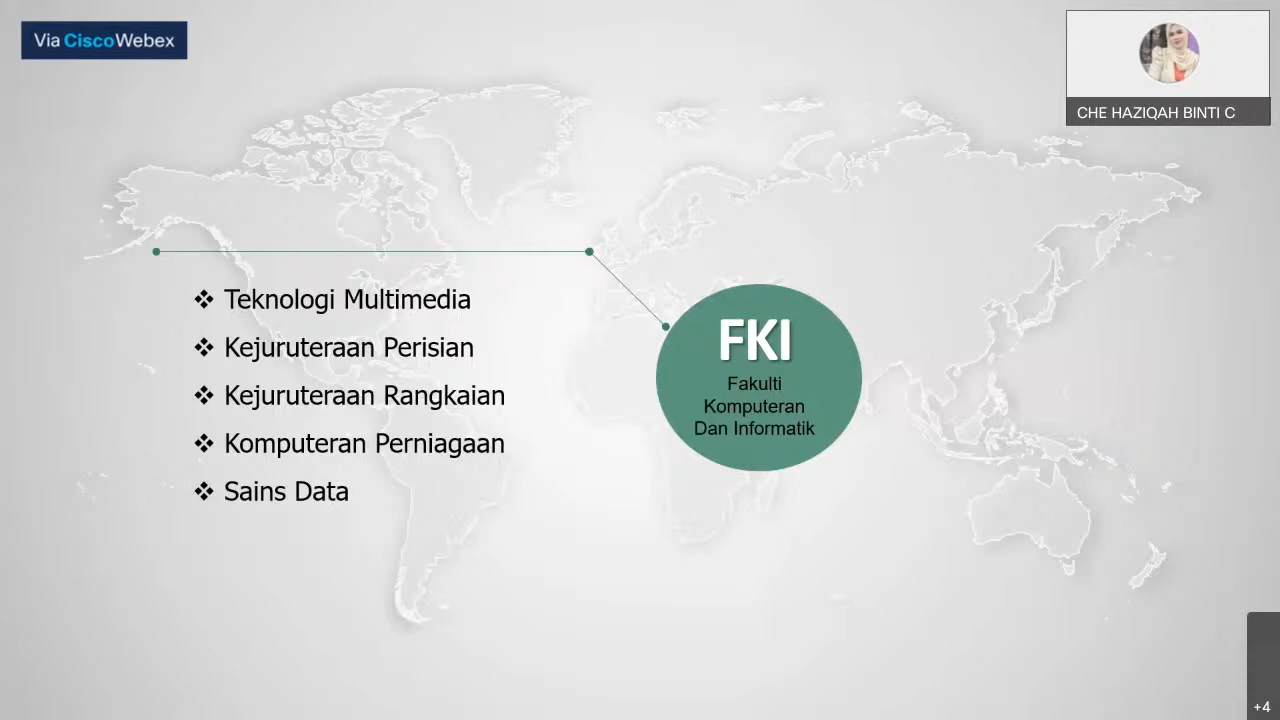 Via CiscoWebex
CHE HAZIQAH BINTI C
Teknologi Multimedia
Kejuruteraan Perisian
Kejuruteraan Rangkaian
Komputeran Perniagaan
Sains Data
FKI
Fakulti
Komputeran
Dan Informatik
+4